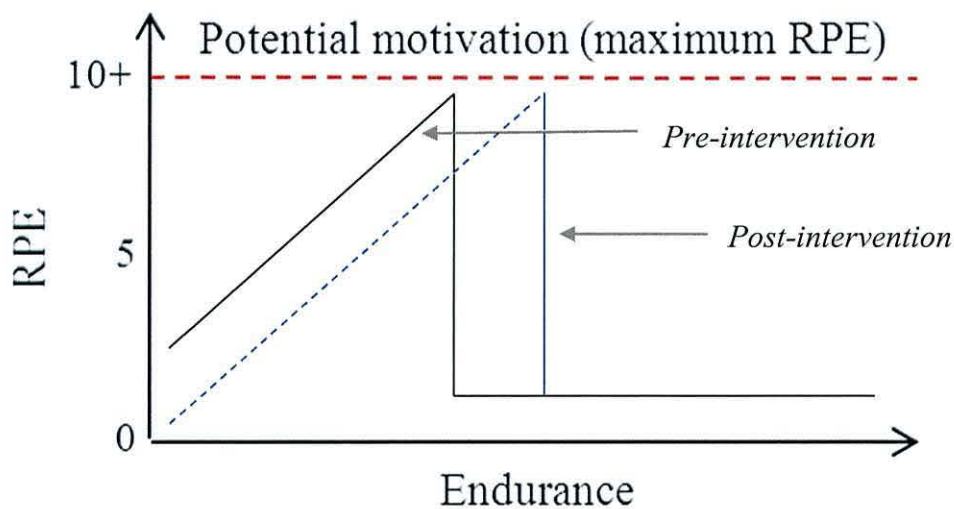 Potential motivation (maximum RPE)
10+
Pre-intervention
RPE
5
Post-intervention
0
Endurance